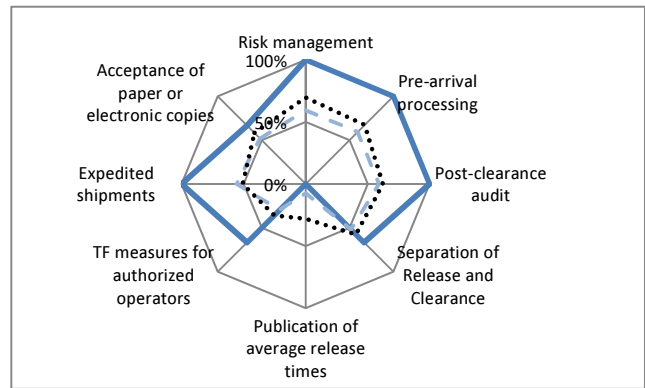 Risk management
100%
Pre-arrival
processing
Acceptance of
paper or
electronic copies
50%
Expedited
shipments
0%
Post-clearance
audit
TF measures for
authorized
operators
Separation of
Release and
Clearance
Publication of
average release
times